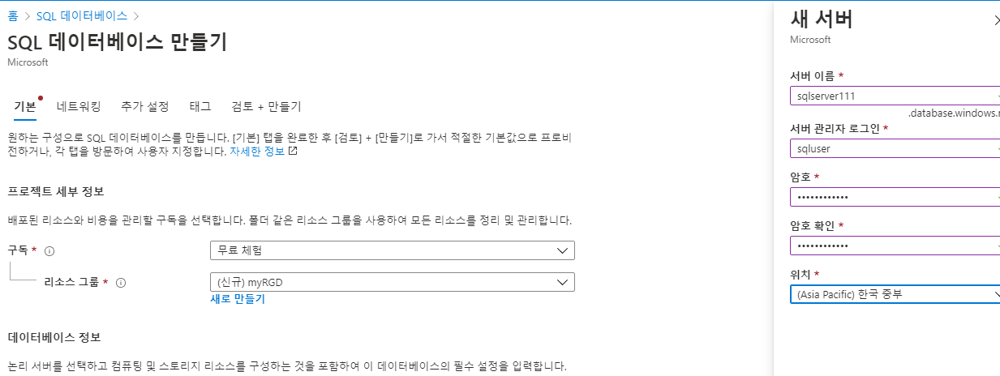 홈 > SQL 데이터베이스 >
SQL 데이터베이스 만들기
Microsoft
기본 네트워킹 추가 설정 태그 검토 + 만들기
원하는 구성으로 SQL 데이터베이스를 만듭니다. [기본] 탭을 완료한 후 [검토] + [만들기]로 가서 적절한 기본값으로 프로비
전하거나, 각 탭을 방문하여 사용자 지정합니다. 자세한 정보
프로젝트 세부 정보
배포된 리소스와 비용을 관리할 구독을 선택합니다. 폴더 같은 리소스 그룹을 사용하여 모든 리소스를 정리 및 관리합니다.
구독 * 무료 체험
리소스 그룹 * (신규) myRGD
새로 만들기
데이터베이스 정보
논리 서버를 선택하고 컴퓨팅 및 스토리지 리소스를 구성하는 것을 포함하여 이 데이터베이스의 필수 설정을 입력합니다.
새 서버
Microsoft
서버 이름 *
sqlserver111
.database.windows.
서버 관리자 로그인 *
sqluser
암호 *
••••••••••••
암호 확인 *
••••••••••••
위치 *
(Asia Pacific) 한국 중부